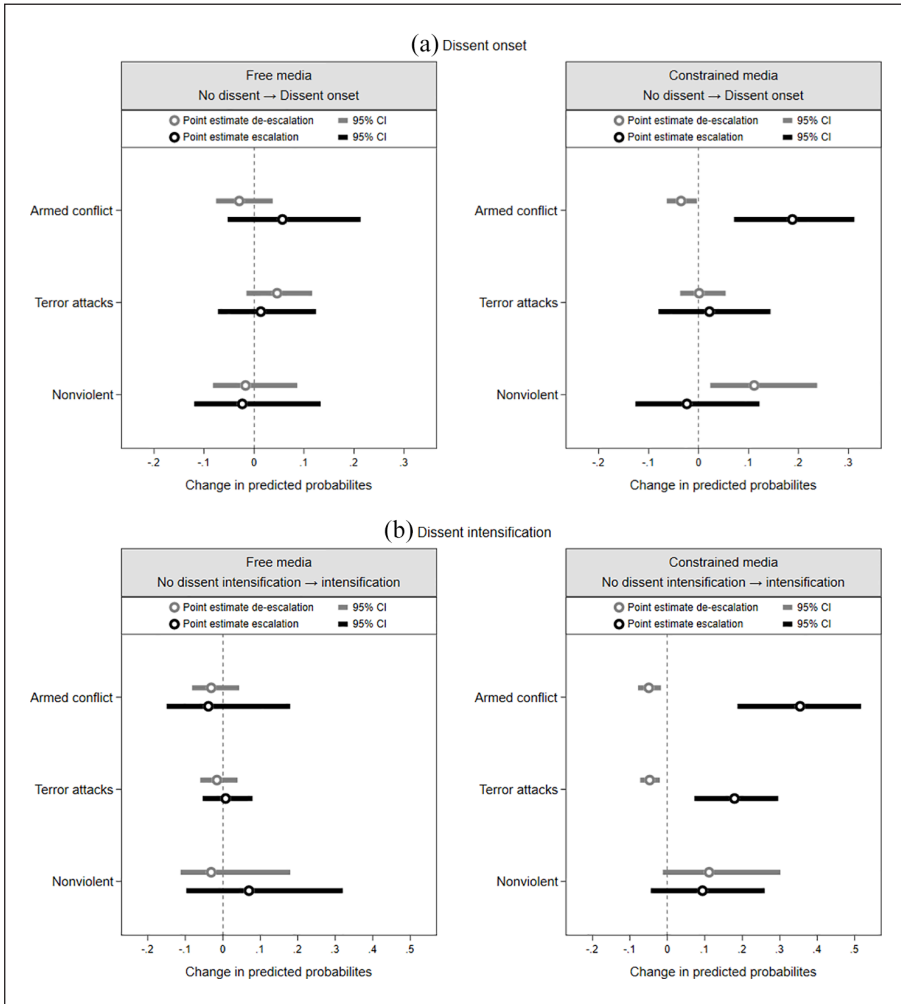 (a) Dissent onset
Free media
No dissent → Dissent onset
Point estimate de-escalation 95% CI
Point estimate escalation 95% CI
Armed conflict
Terror attacks
Nonviolent
-.2 -.1 0 .1 .2 .3
Change in predicted probabilites
Constrained media
No dissent → Dissent onset
Point estimate de-escalation 95% CI
Point estimate escalation 95% CI
Armed conflict
Terror attacks
Nonviolent
-.2 -.1 0 .1 .2 .3
Change in predicted probabilites
(b) Dissent intensification
Free media
No dissent intensification → intensification
Point estimate de-escalation 95% CI
Point estimate escalation 95% CI
Armed conflict
Terror attacks
Nonviolent
-.2 -.1 0 .1 .2 .3 .4 .5
Change in predicted probabilites
Constrained media
No dissent intensification → intensification
Point estimate de-escalation 95% CI
Point estimate escalation 95% CI
Armed conflict
Terror attacks
Nonviolent
-.2 -.1 0 .1 .2 .3 .4 .5
Change in predicted probabilites